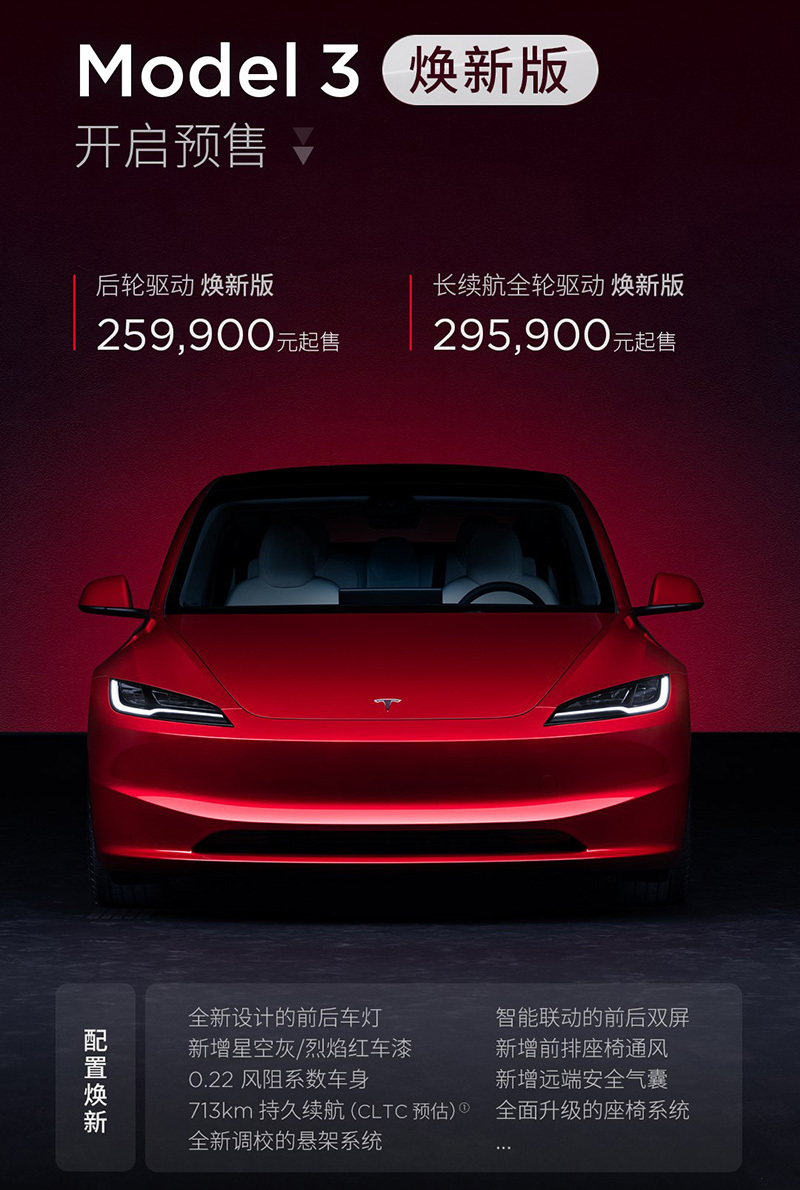 Model 3 焕新版
开启预售
后轮驱动 焕新版
259,900元起售
长续航全轮驱动 焕新版
295,900元起售
配置焕新
全新设计的前后车灯
新增星空灰/烈焰红车漆
0.22 风阻系数车身
713km 持久续航 (CLTC 预估)①
全新调校的悬架系统
智能联动的前后双屏
新增前排座椅通风
新增远端安全气囊
全面升级的座椅系统
...